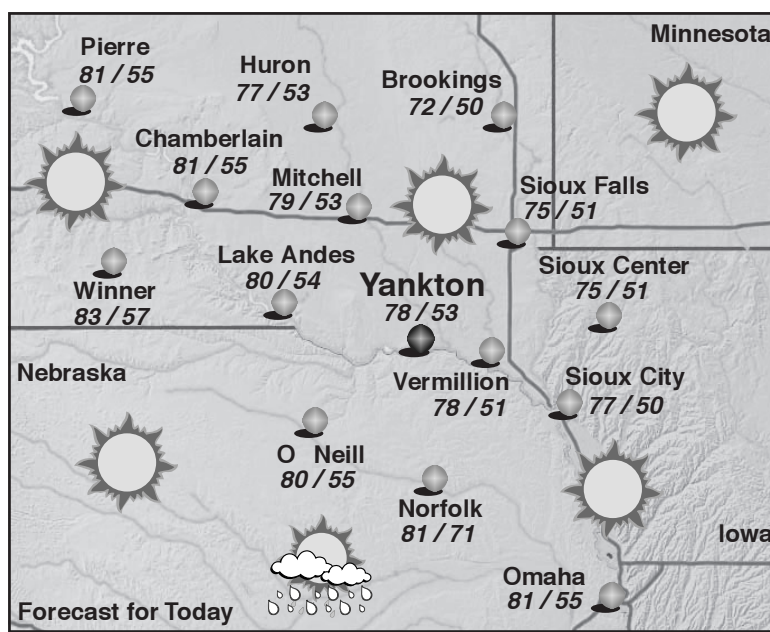 Minnesota
Pierre
81 / 55
Huron
77 / 53
Brookings
72 / 50
Chamberlain
81 / 55
Mitchell
79 / 53
Sioux Falls
75 / 51
Lake Andes
80 / 54
Yankton
78 / 53
Sioux Center
75 / 51
Winner
83 / 57
Nebraska
Vermillion
78 / 51
Sioux City
77 / 50
O Neill
80 / 55
Norfolk
81 / 71
Iowa
Omaha
81 / 55
Forecast for Today